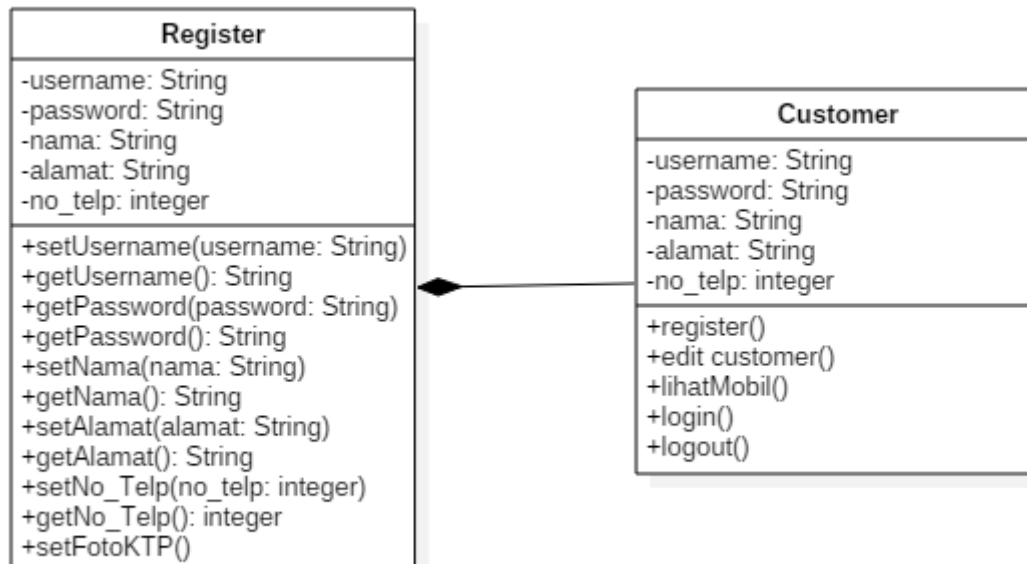 Register
-username: String
-password: String
-nama: String
-alamat: String
-no_telp: integer
+setUsername(username: String)
+getUsername(): String
+getPassword(password: String)
+getPassword(): String
+setNama(nama: String)
+getNama(): String
+setAlamat(alamat: String)
+getAlamat(): String
+setNo_Telp(no_telp: integer)
+getNo_Telp(): integer
+setFotoKTP()
Customer
-username: String
-password: String
-nama: String
-alamat: String
-no_telp: integer
+register()
+edit customer()
+lihatMobil()
+login()
+logout()